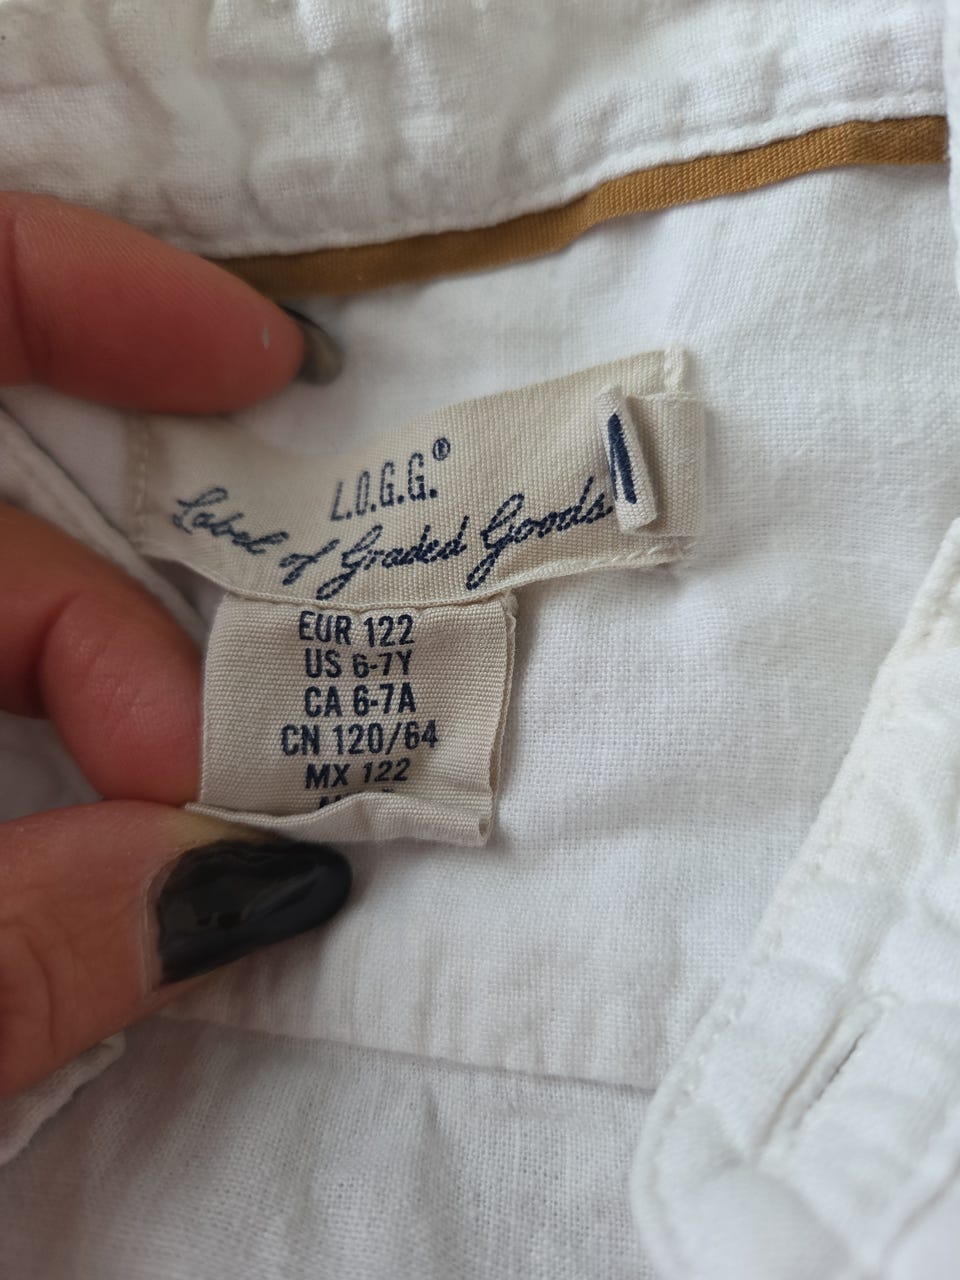 L.O.G.G.®
Label of Graded Goods
EUR 122
US 6-7Y
CA 6-7A
CN 120/64
MX 122